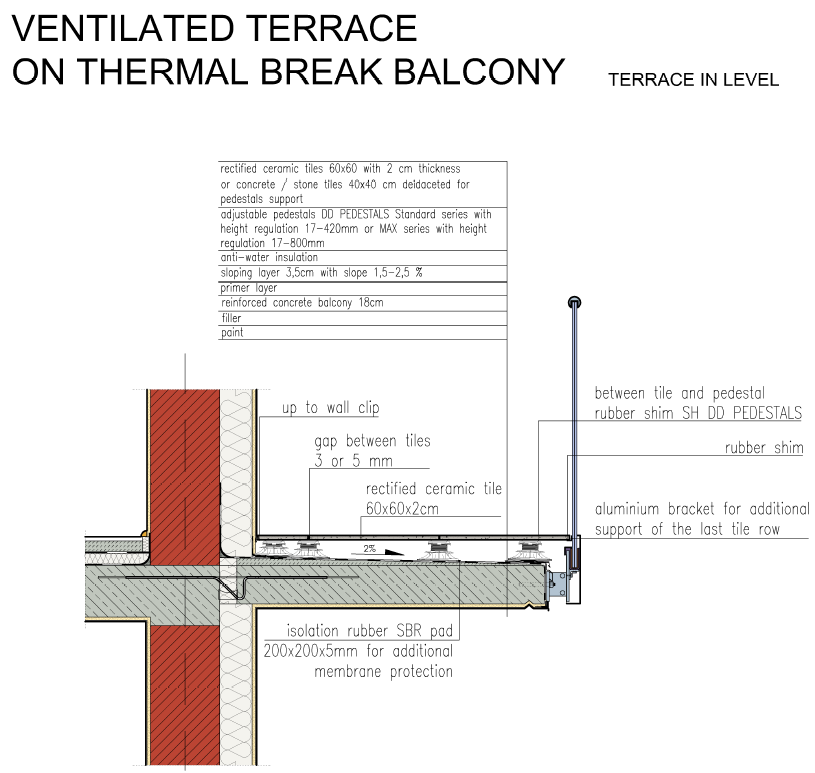 VENTILATED TERRACE
ON THERMAL BREAK BALCONY
TERRACE IN LEVEL
rectified ceramic tiles 60x60 with 2 cm thickness
or concrete / stone tiles 40x40 cm deidaceted for
pedestals support
adjustable pedestals DD PEDESTALS Standard series with
height regulation 17-420mm or MAX series with height
regulation 17-800mm
anti-water insulation
sloping layer 3,5cm with slope 1,5-2,5 %
primer layer
reinforced concrete balcony 18cm
filler
paint
up to wall clip
gap between tiles
3 or 5 mm
rectified ceramic tile
60x60x2cm
between tile and pedestal
rubber shim SH DD PEDESTALS
rubber shim
aluminium bracket for additional
support of the last tile row
2%
isolation rubber SBR pad
200x200x5mm for additional
membrane protection